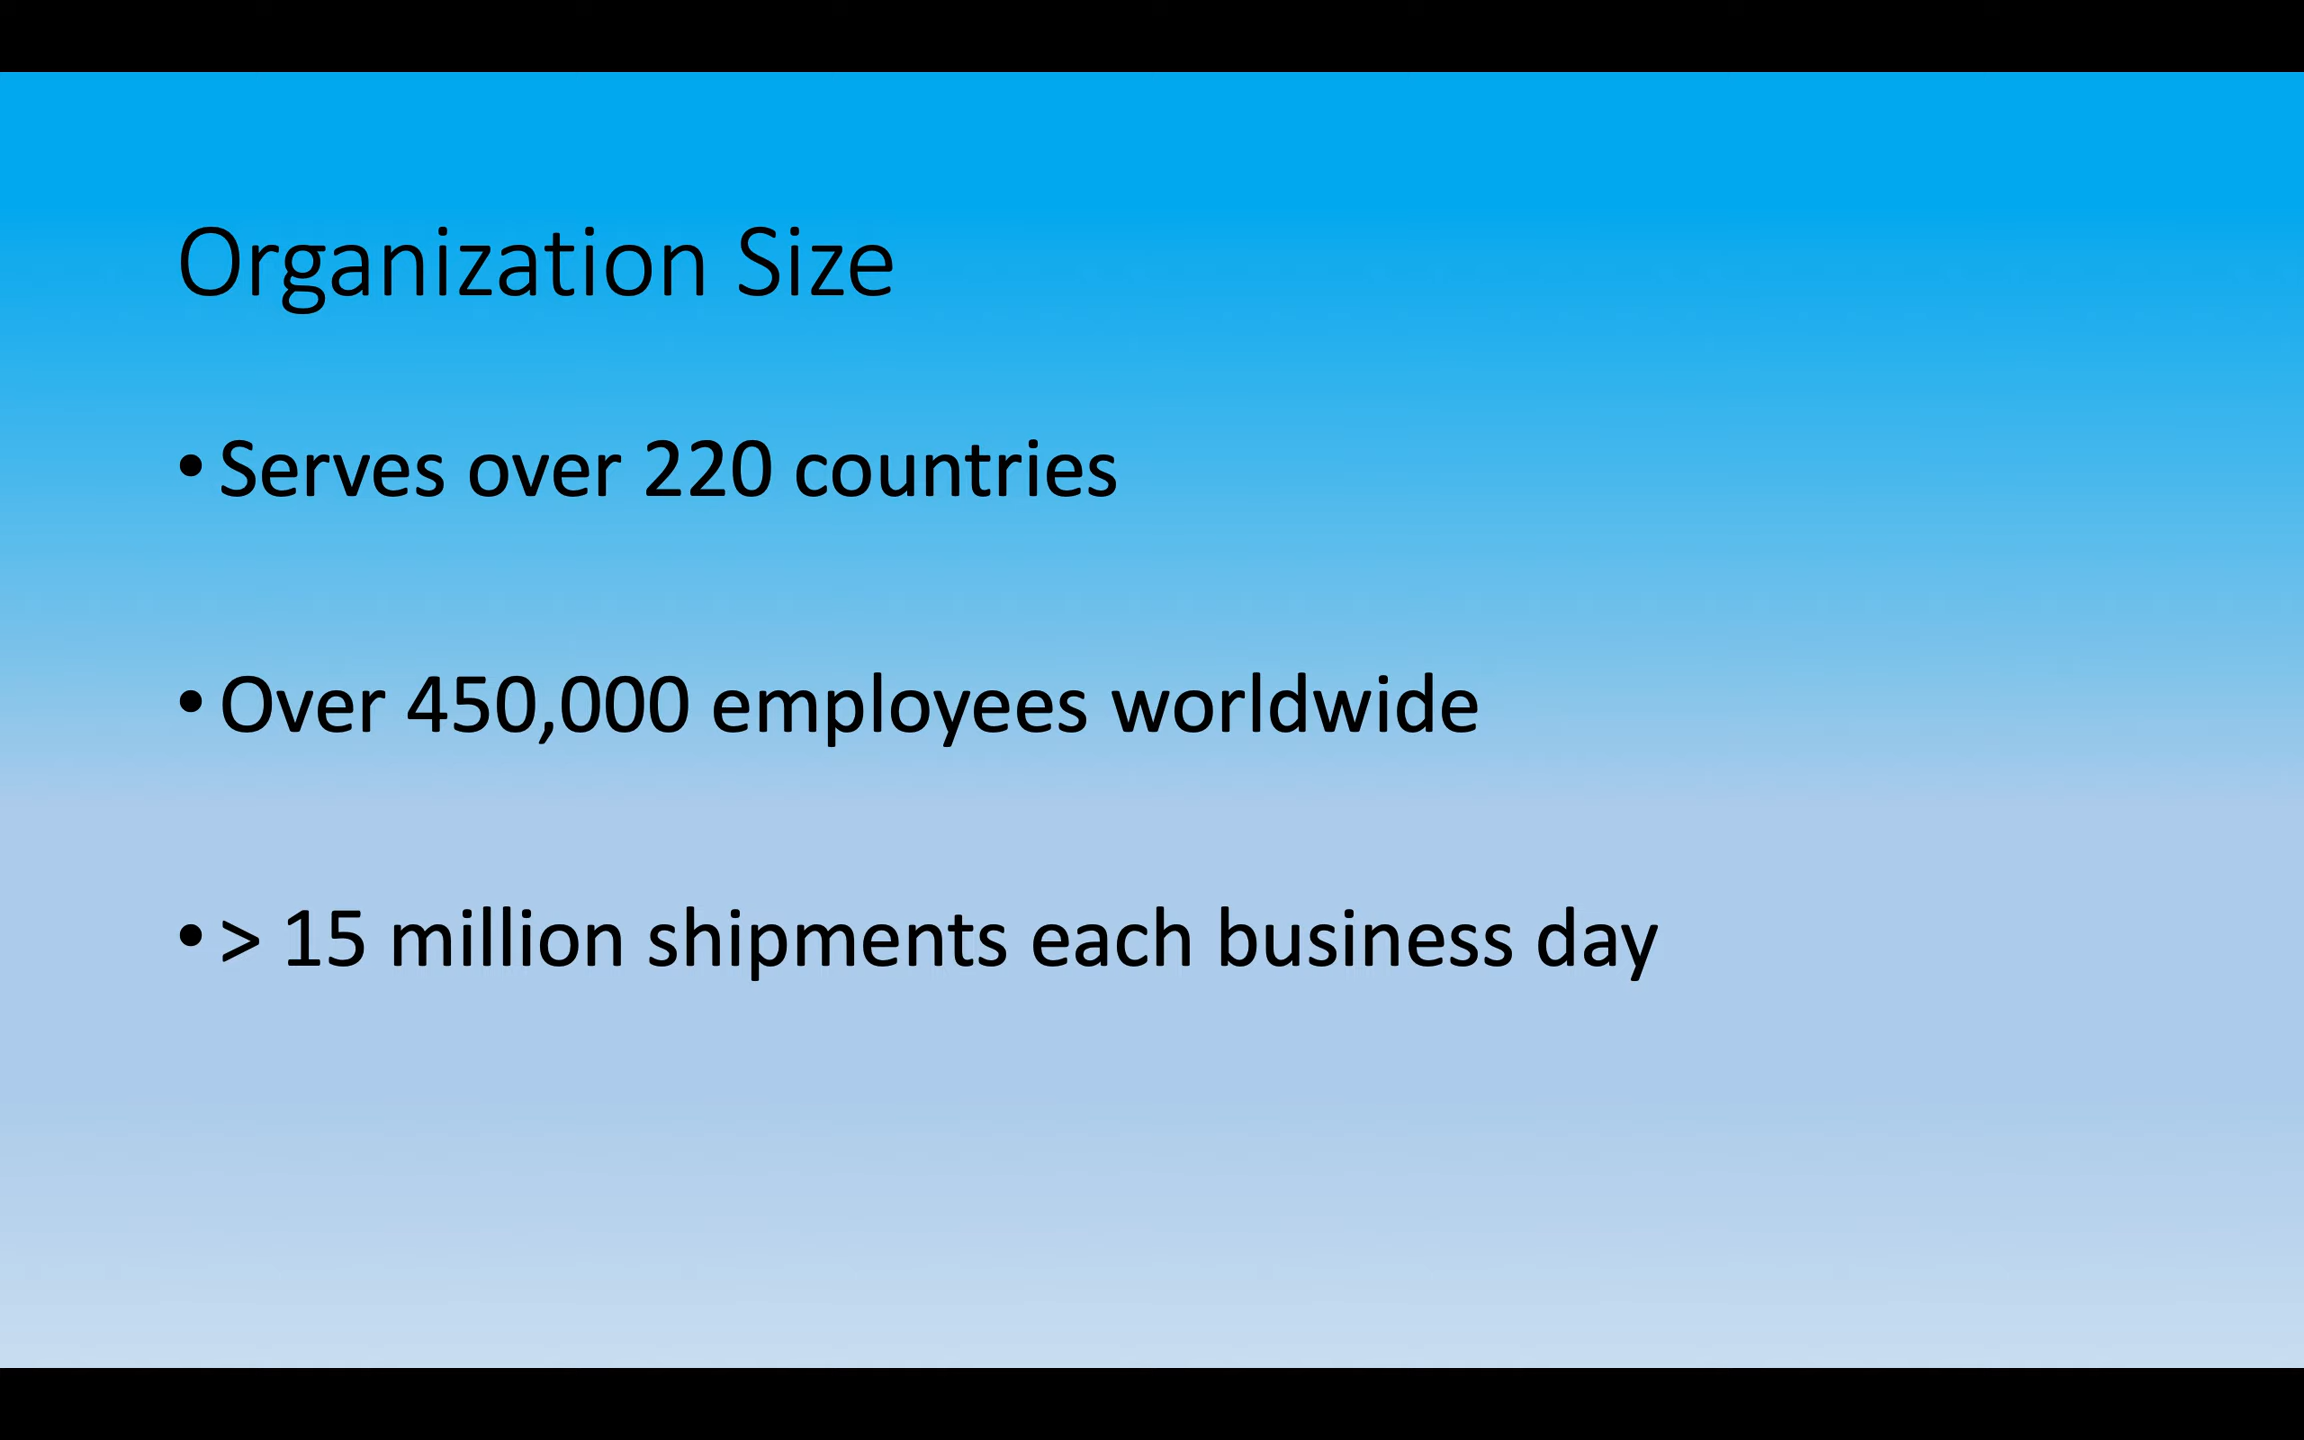 Organization Size
• Serves over 220 countries
• Over 450,000 employees worldwide
• > 15 million shipments each business day